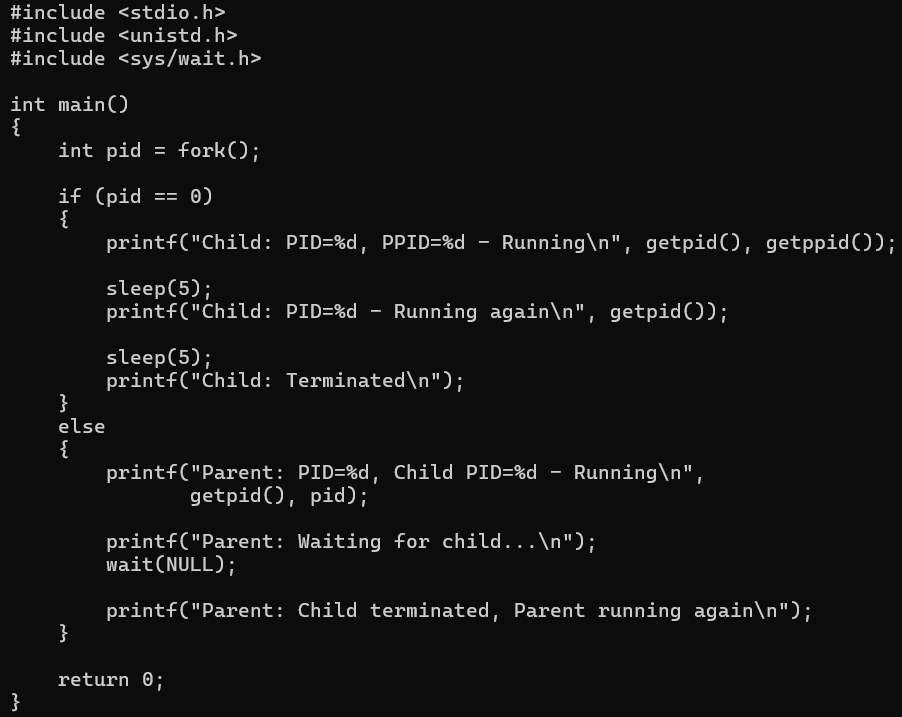 #include <stdio.h>
#include <unistd.h>
#include <sys/wait.h>

int main()
{
    int pid = fork();

    if (pid == 0)
    {
        printf("Child: PID=%d, PPID=%d - Running\n", getpid(), getppid());

        sleep(5);
        printf("Child: PID=%d - Running again\n", getpid());

        sleep(5);
        printf("Child: Terminated\n");
    }
    else
    {
        printf("Parent: PID=%d, Child PID=%d - Running\n",
               getpid(), pid);

        printf("Parent: Waiting for child...\n");
        wait(NULL);

        printf("Parent: Child terminated, Parent running again\n");
    }

    return 0;
}